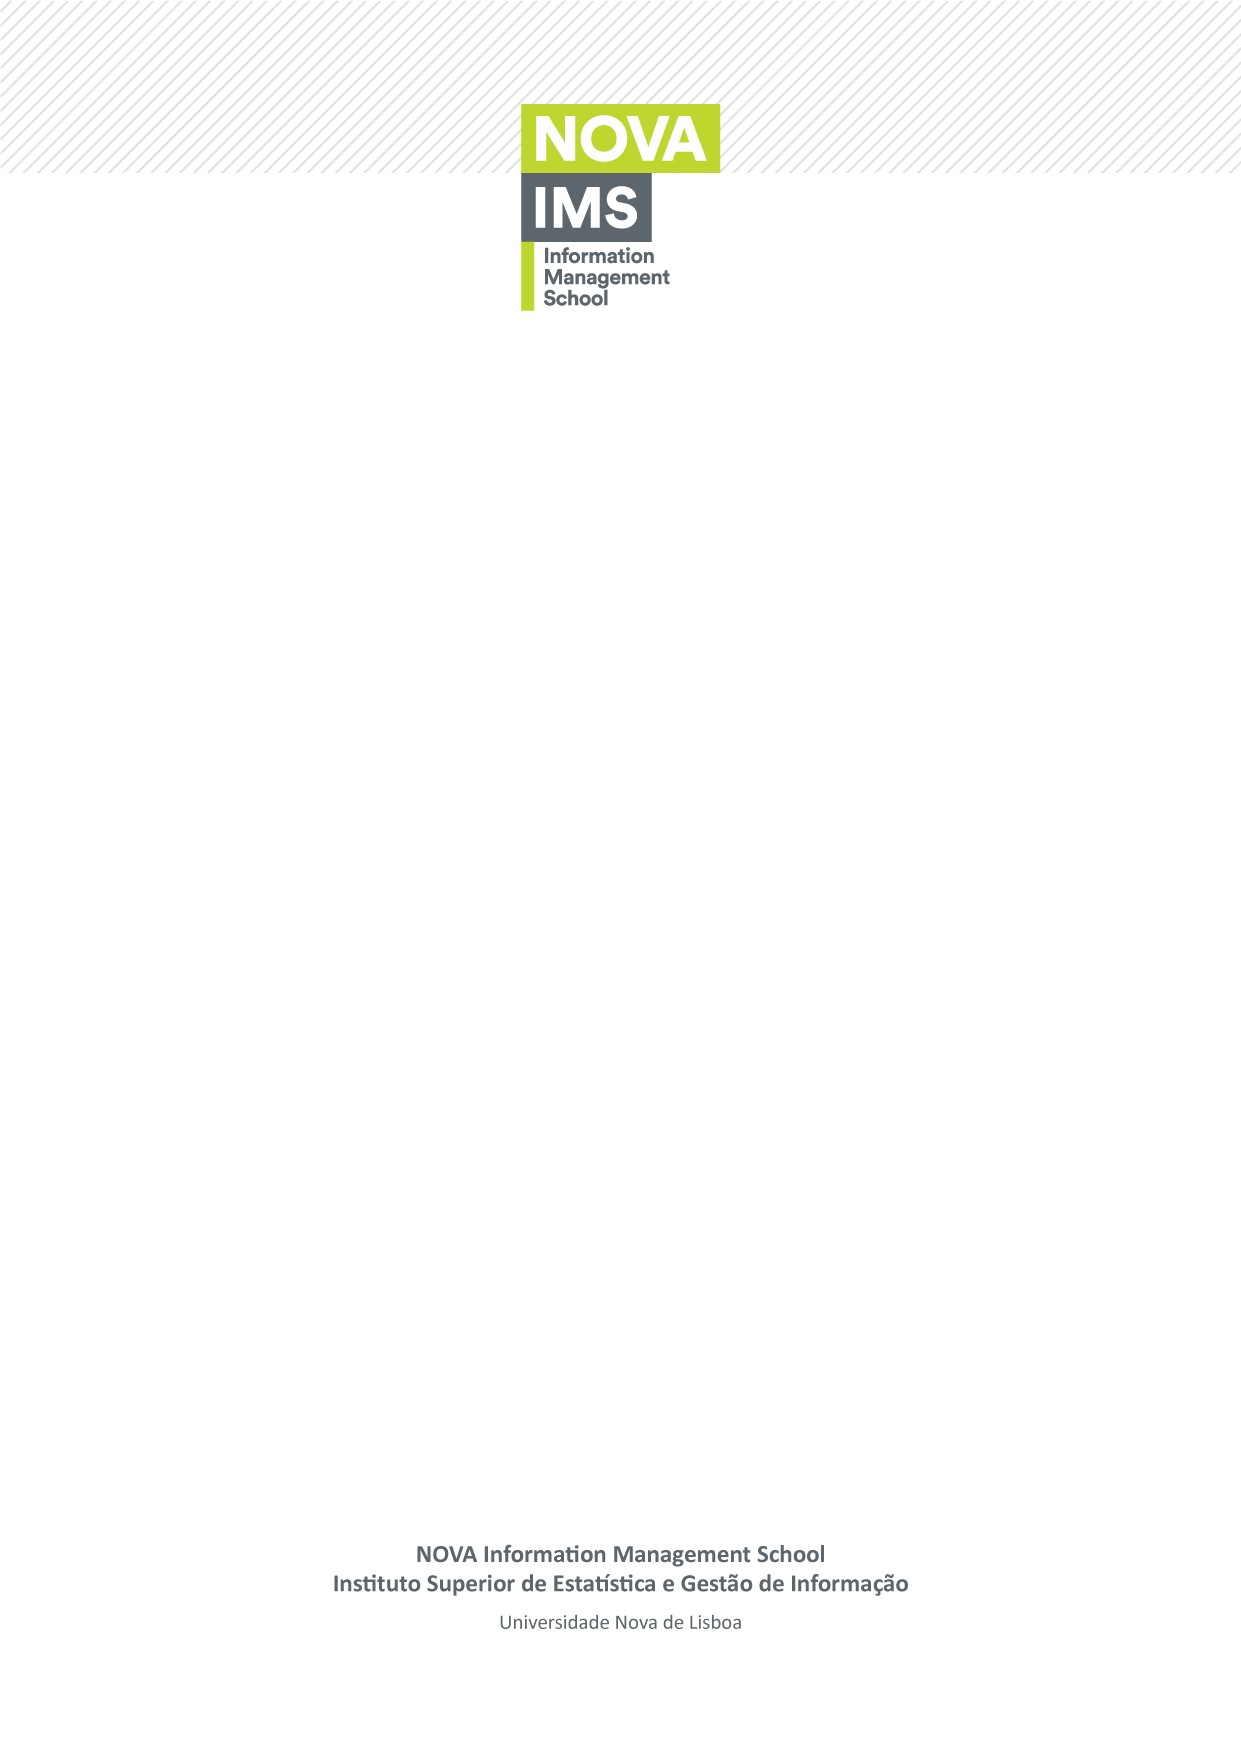 NOVA
IMS
Information
Management
School
NOVA Information Management School
Instituto Superior de Estatística e Gestão de Informação
Universidade Nova de Lisboa